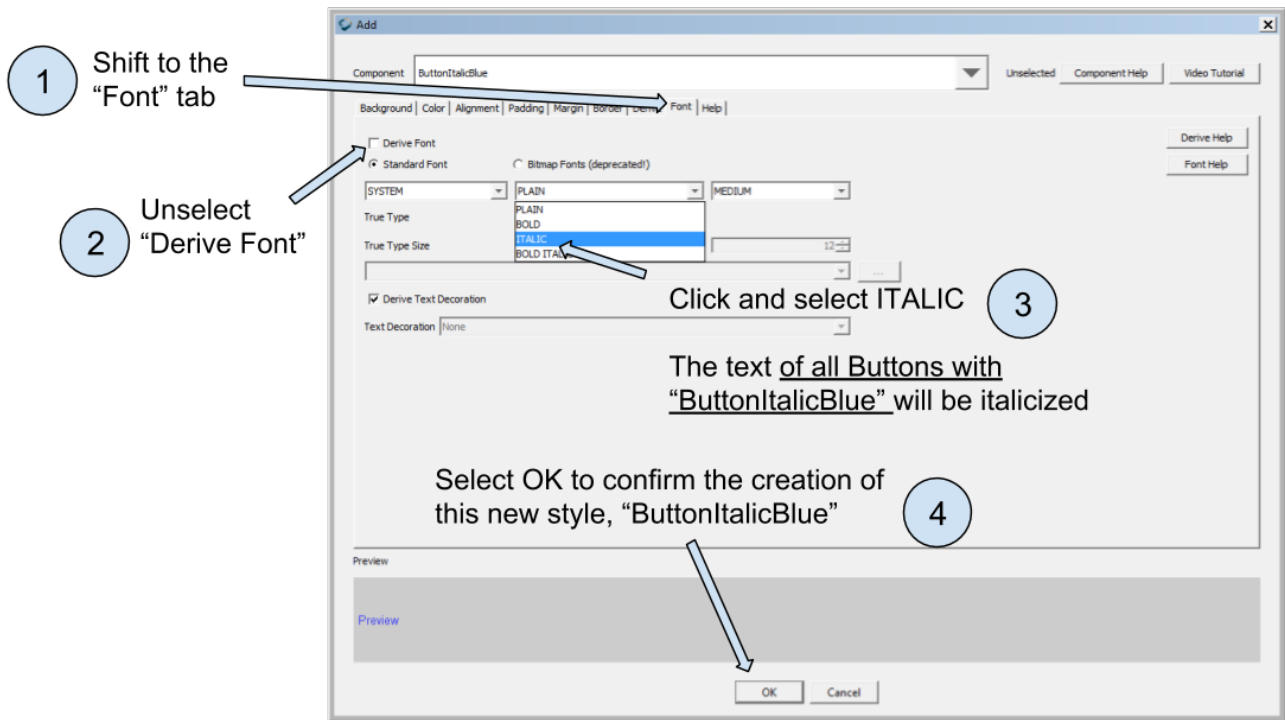 Add
1
Shift to the
“Font” tab
Component
ButtonItalicBlue
Unselected
Component Help
Video Tutorial
Background
Color
Alignment
Padding
Margin
Border
Font
Help
Derive Font
Derive Help
Standard Font
Bitmap Fonts (deprecated!)
Font Help
SYSTEM
PLAIN
MEDIUM
2
Unselect
“Derive Font”
True Type
PLAIN
BOLD
ITALIC
BOLD ITALIC
True Type Size
12
...
Derive Text Decoration
Text Decoration
None
Click and select ITALIC
3
The text of all Buttons with
“ButtonItalicBlue” will be italicized
Select OK to confirm the creation of
this new style, “ButtonItalicBlue”
4
Preview
Preview
OK
Cancel